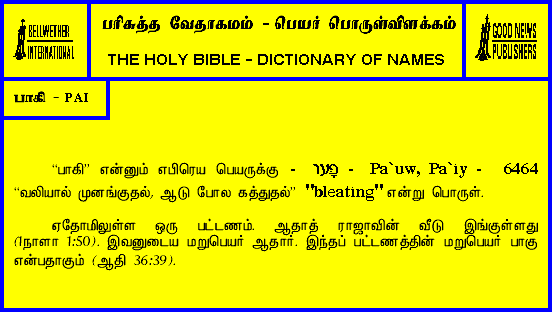 BELLWETHER
INTERNATIONAL
பரிசுத்த வேதாகமம் - பெயர் பொருள்விளக்கம்
THE HOLY BIBLE - DICTIONARY OF NAMES
GOOD NEWS
PUBLISHERS
பாகி - PAI
“பாகி” என்னும் எபிரெய பெயருக்கு - פָּעוּ - Pa`uw, Pa`iy - 6464
“வலியால் முனங்குதல், ஆடு போல கத்துதல்” "bleating" என்று பொருள்.
ஏதோமிலுள்ள ஒரு பட்டணம். ஆதாத் ராஜாவின் வீடு இங்குள்ளது
(1நாளா 1:50). இவனுடைய மறுபெயர் ஆதார். இந்தப் பட்டணத்தின் மறுபெயர் பாகு
என்பதாகும் (ஆதி 36:39).